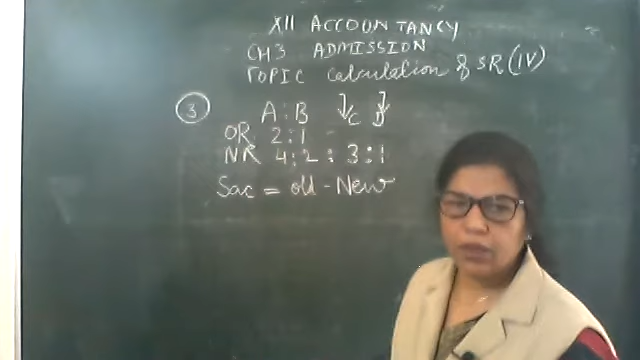 XII ACCOUNTANCY
CH3 ADMISSION
TOPIC Calculation of SR (IV)
3 A : B ↓C ↓D
OR 2 : 1
NR 4 : 2 : 3 : 1
Sac = old - New